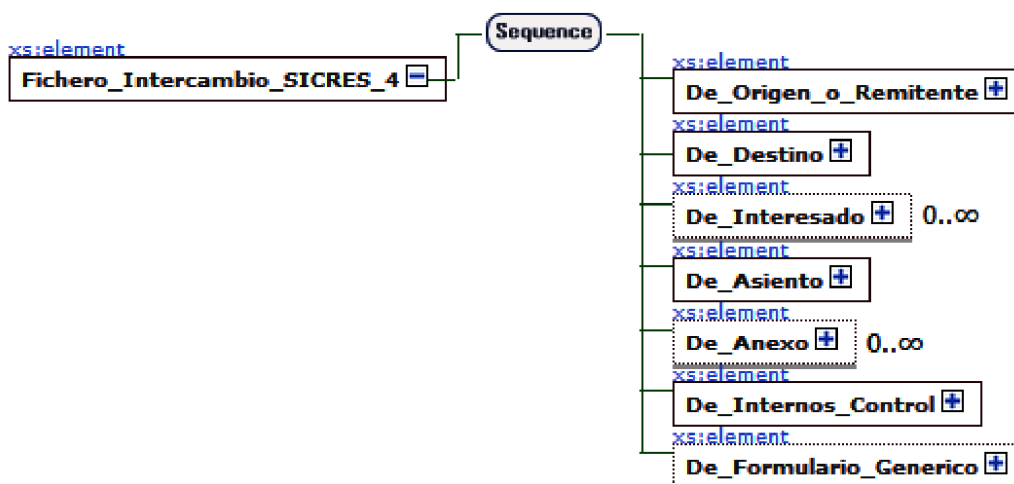 Sequence
xs:element
Fichero_Intercambio_SICRES_4
xs:element
De_Origen_o_Remitente
xs:element
De_Destino
xs:element
De_Interesado 0..∞
xs:element
De_Asiento
xs:element
De_Anexo 0..∞
xs:element
De_Internos_Control
xs:element
De_Formulario_Generico